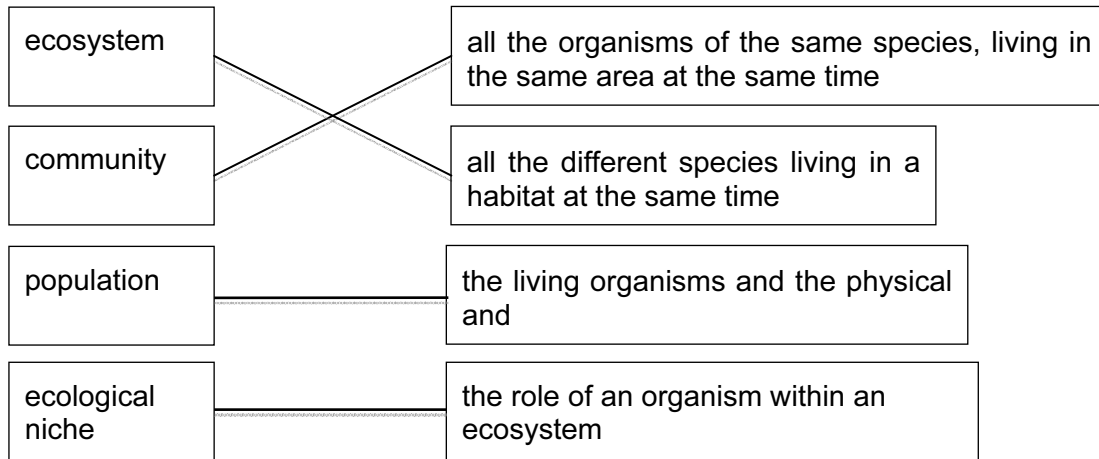 ecosystem
all the organisms of the same species, living in
the same area at the same time
community
all the different species living in a
habitat at the same time
population
the living organisms and the physical
and
ecological
niche
the role of an organism within an
ecosystem